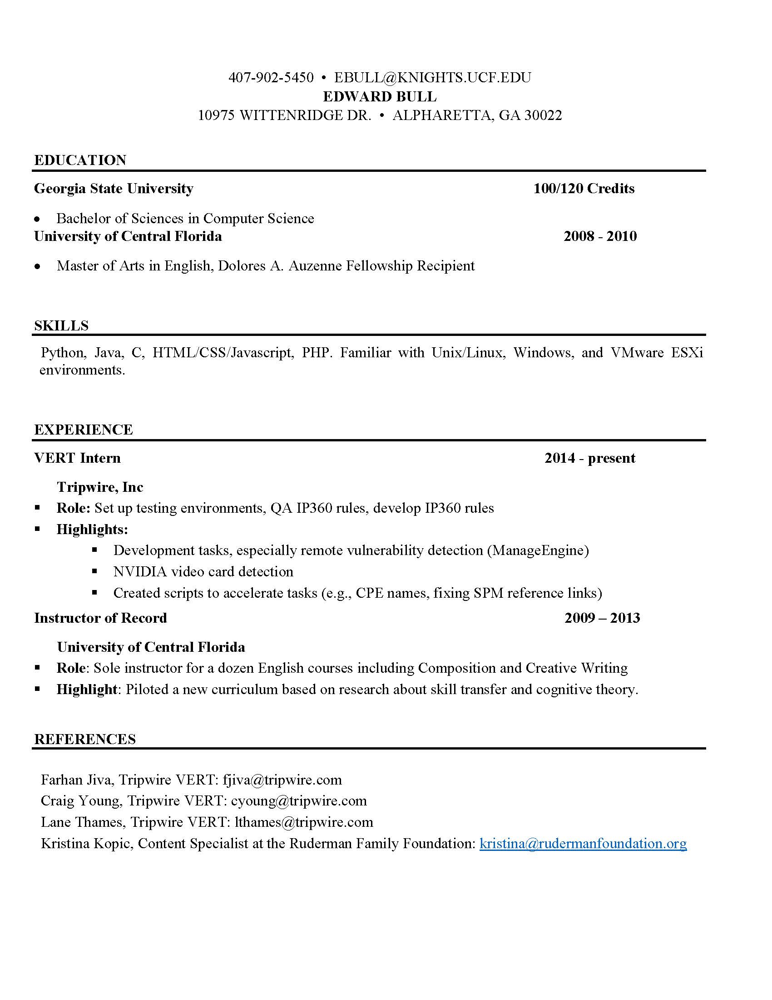 407-902-5450 • EBULL@KNIGHTS.UCF.EDU
EDWARD BULL
10975 WITTENRIDGE DR. • ALPHARETTA, GA 30022
EDUCATION
Georgia State University 100/120 Credits
• Bachelor of Sciences in Computer Science
University of Central Florida 2008 - 2010
• Master of Arts in English, Dolores A. Auzenne Fellowship Recipient
SKILLS
Python, Java, C, HTML/CSS/Javascript, PHP. Familiar with Unix/Linux, Windows, and VMware ESXi
environments.
EXPERIENCE
VERT Intern 2014 - present
Tripwire, Inc
▪ Role: Set up testing environments, QA IP360 rules, develop IP360 rules
▪ Highlights:
▪ Development tasks, especially remote vulnerability detection (ManageEngine)
▪ NVIDIA video card detection
▪ Created scripts to accelerate tasks (e.g., CPE names, fixing SPM reference links)
Instructor of Record 2009 – 2013
University of Central Florida
▪ Role: Sole instructor for a dozen English courses including Composition and Creative Writing
▪ Highlight: Piloted a new curriculum based on research about skill transfer and cognitive theory.
REFERENCES
Farhan Jiva, Tripwire VERT: fjiva@tripwire.com
Craig Young, Tripwire VERT: cyoung@tripwire.com
Lane Thames, Tripwire VERT: lthames@tripwire.com
Kristina Kopic, Content Specialist at the Ruderman Family Foundation: kristina@rudermanfoundation.org